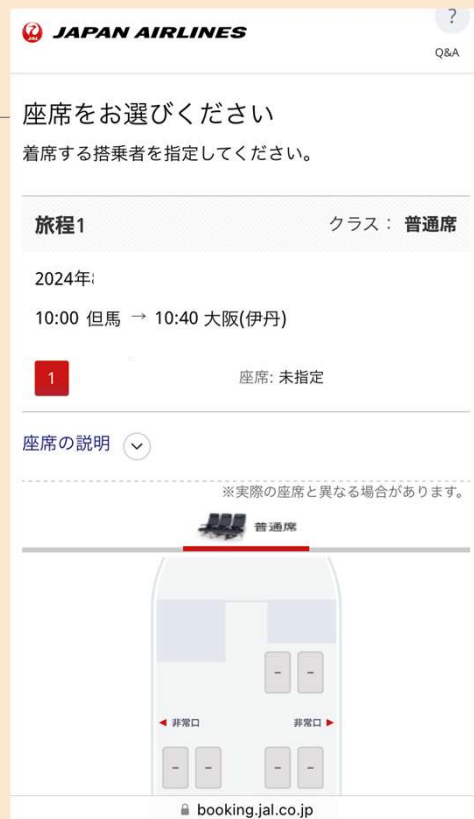 JAPAN AIRLINES
?
Q&A
座席をお選びください
着席する搭乗者を指定してください。
旅程1 クラス： 普通席
2024年
10:00 但馬 → 10:40 大阪(伊丹)
1 座席: 未指定
座席の説明
※実際の座席と異なる場合があります。
普通席
- -
◀ 非常口 非常口 ▶
- - - -
booking.jal.co.jp